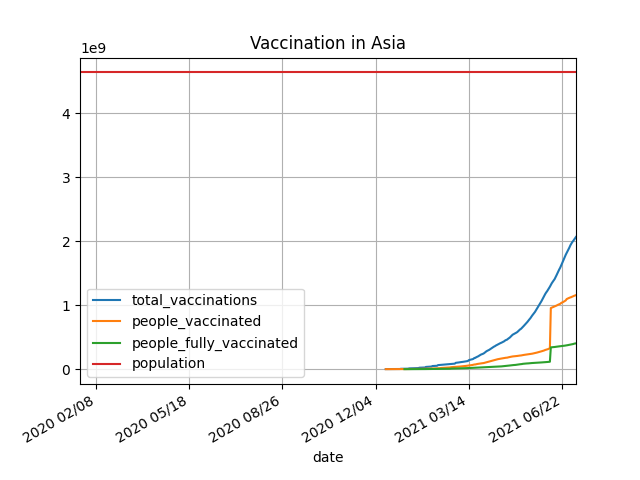 Vaccination in Asia
1e9
4
3
2
1
0
total_vaccinations
people_vaccinated
people_fully_vaccinated
population
2020 02/08
2020 05/18
2020 08/26
2020 12/04
2021 03/14
2021 06/22
date